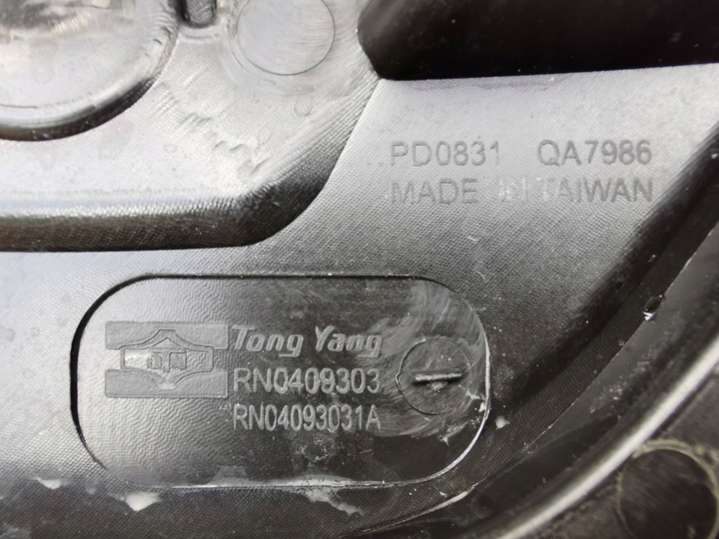 PD0831 QA7986
MADE IN TAIWAN
Tong Yang
RN0409303
RN04093031A